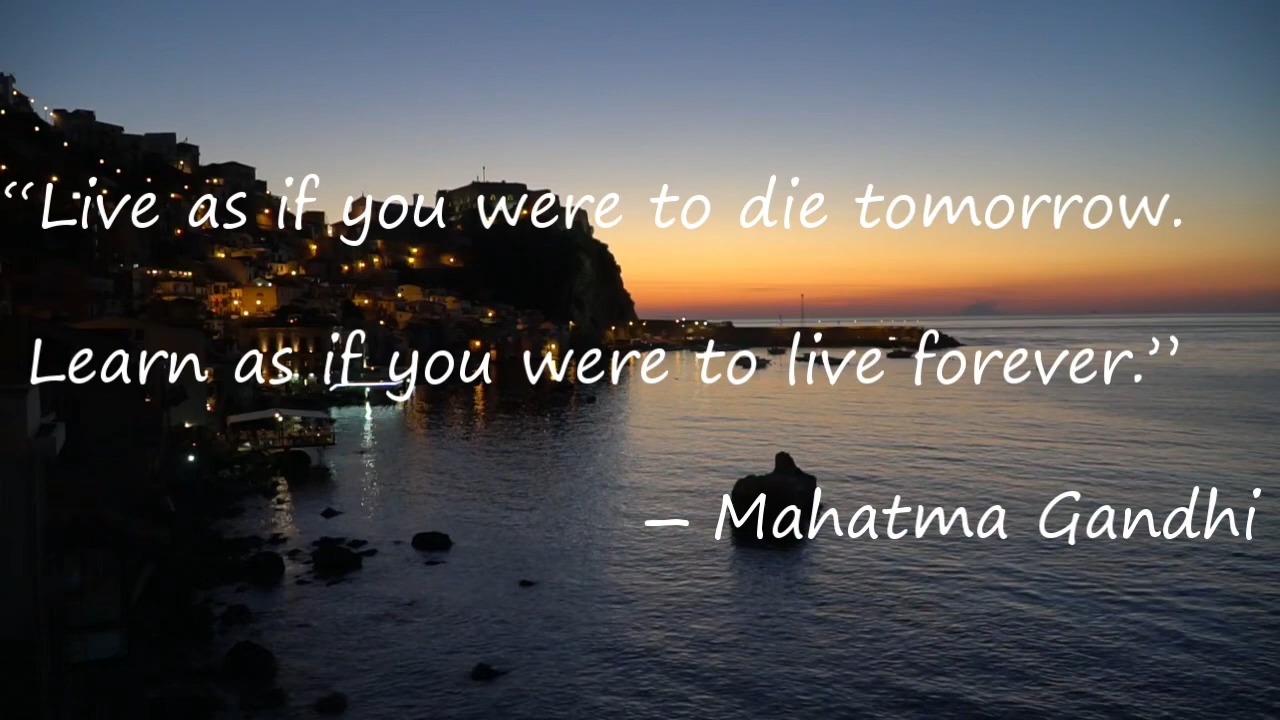 “Live as if you were to die tomorrow.
Learn as if you were to live forever.”
– Mahatma Gandhi